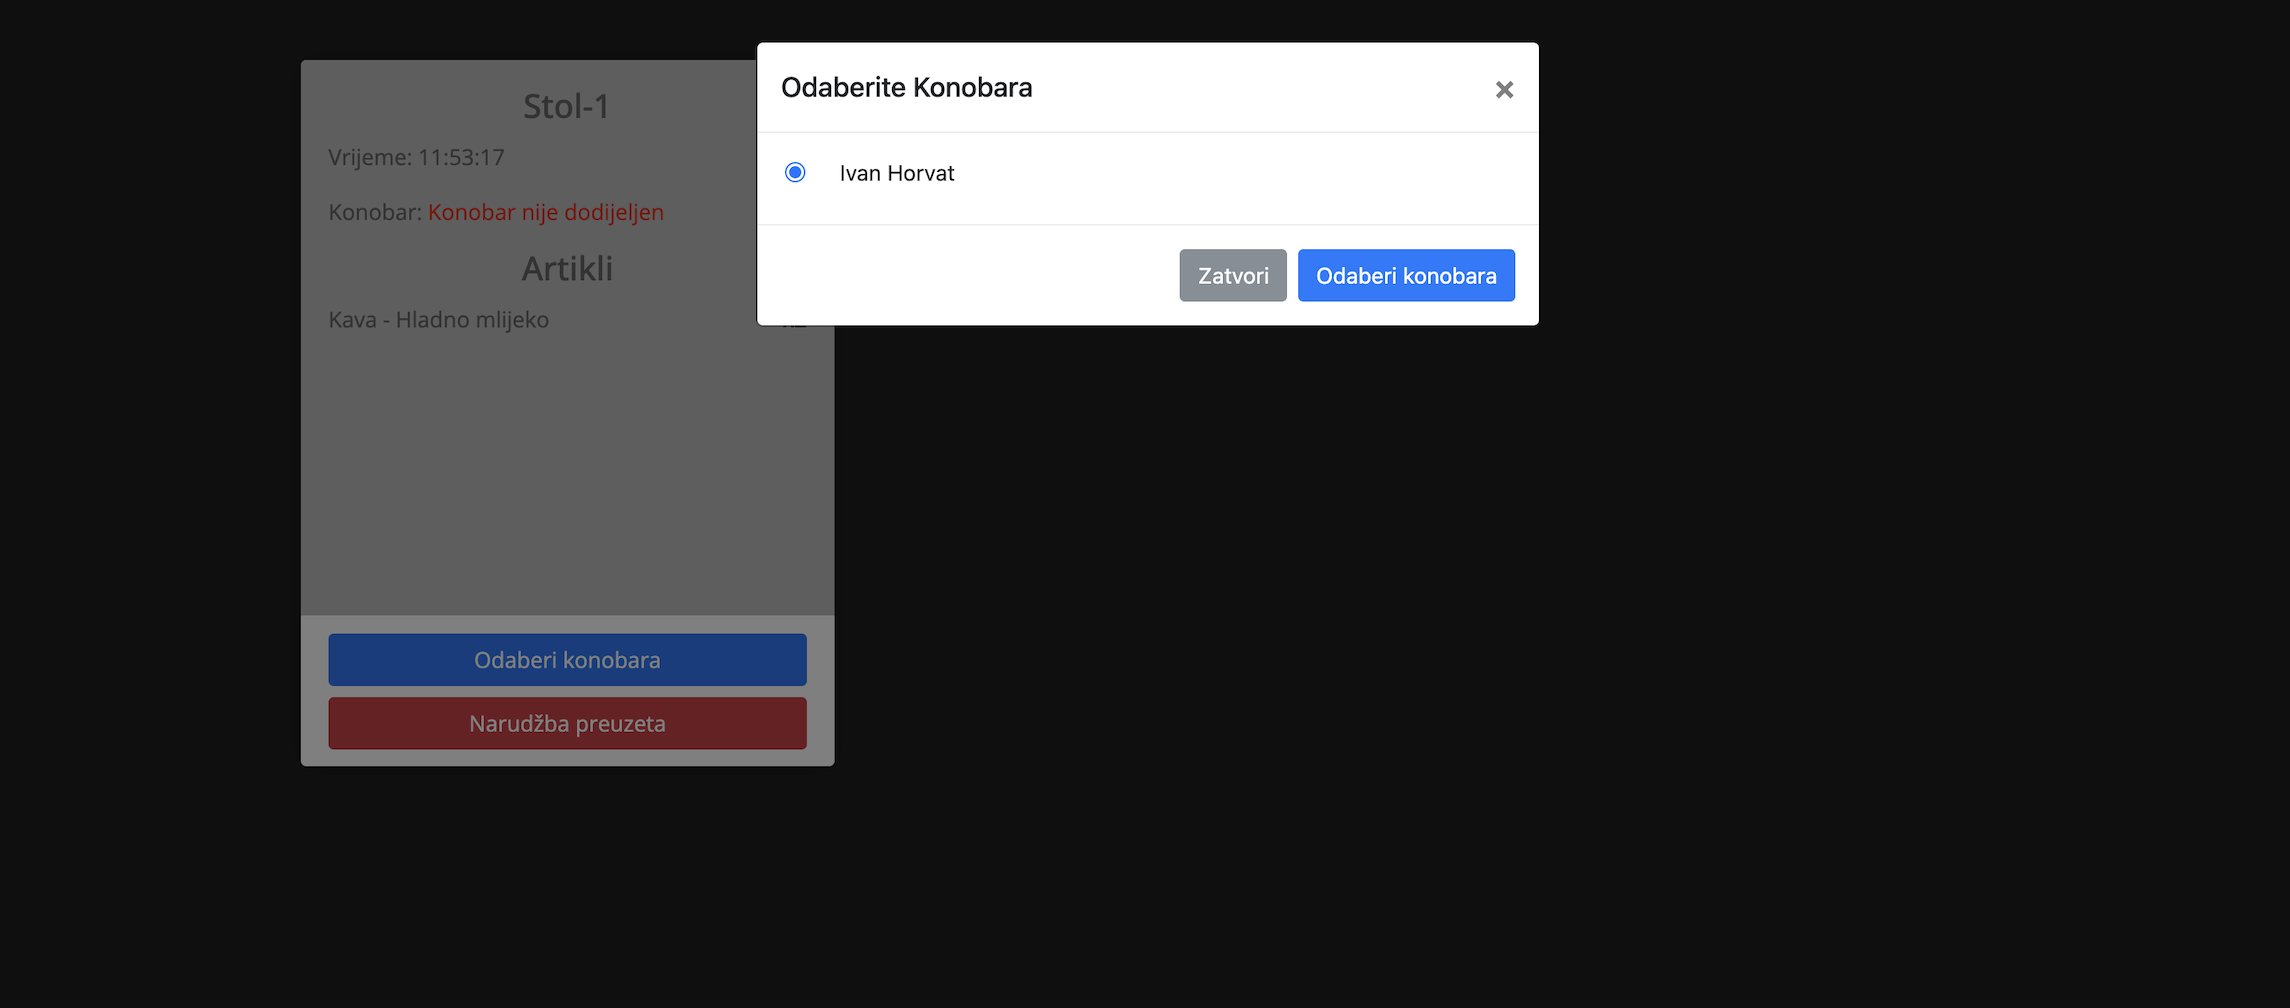 Odaberite Konobara
×
Ivan Horvat
Zatvori
Odaberi konobara
Stol-1
Vrijeme: 11:53:17
Konobar: Konobar nije dodijeljen
Artikli
Kava - Hladno mlijeko
Odaberi konobara
Narudžba preuzeta